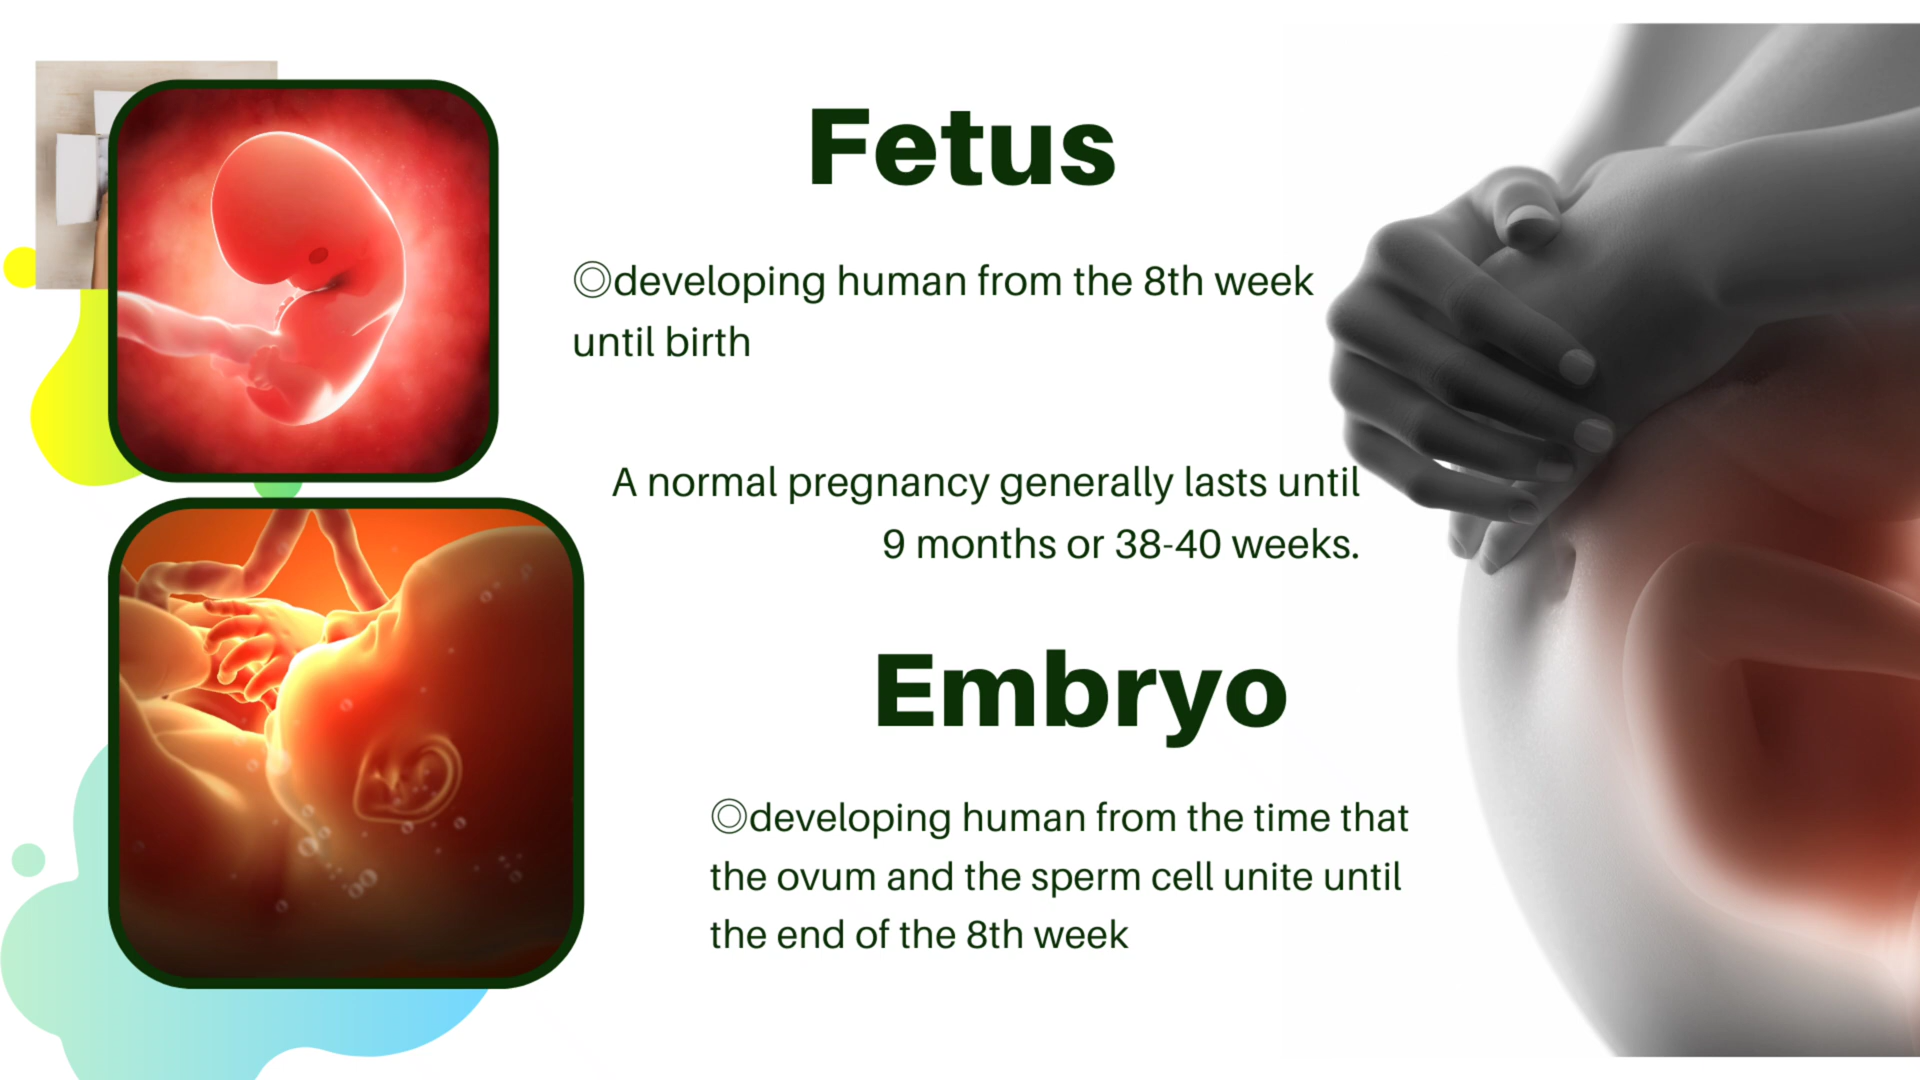 Fetus
◎developing human from the 8th week
until birth
A normal pregnancy generally lasts until
9 months or 38-40 weeks.
Embryo
◎developing human from the time that
the ovum and the sperm cell unite until
the end of the 8th week